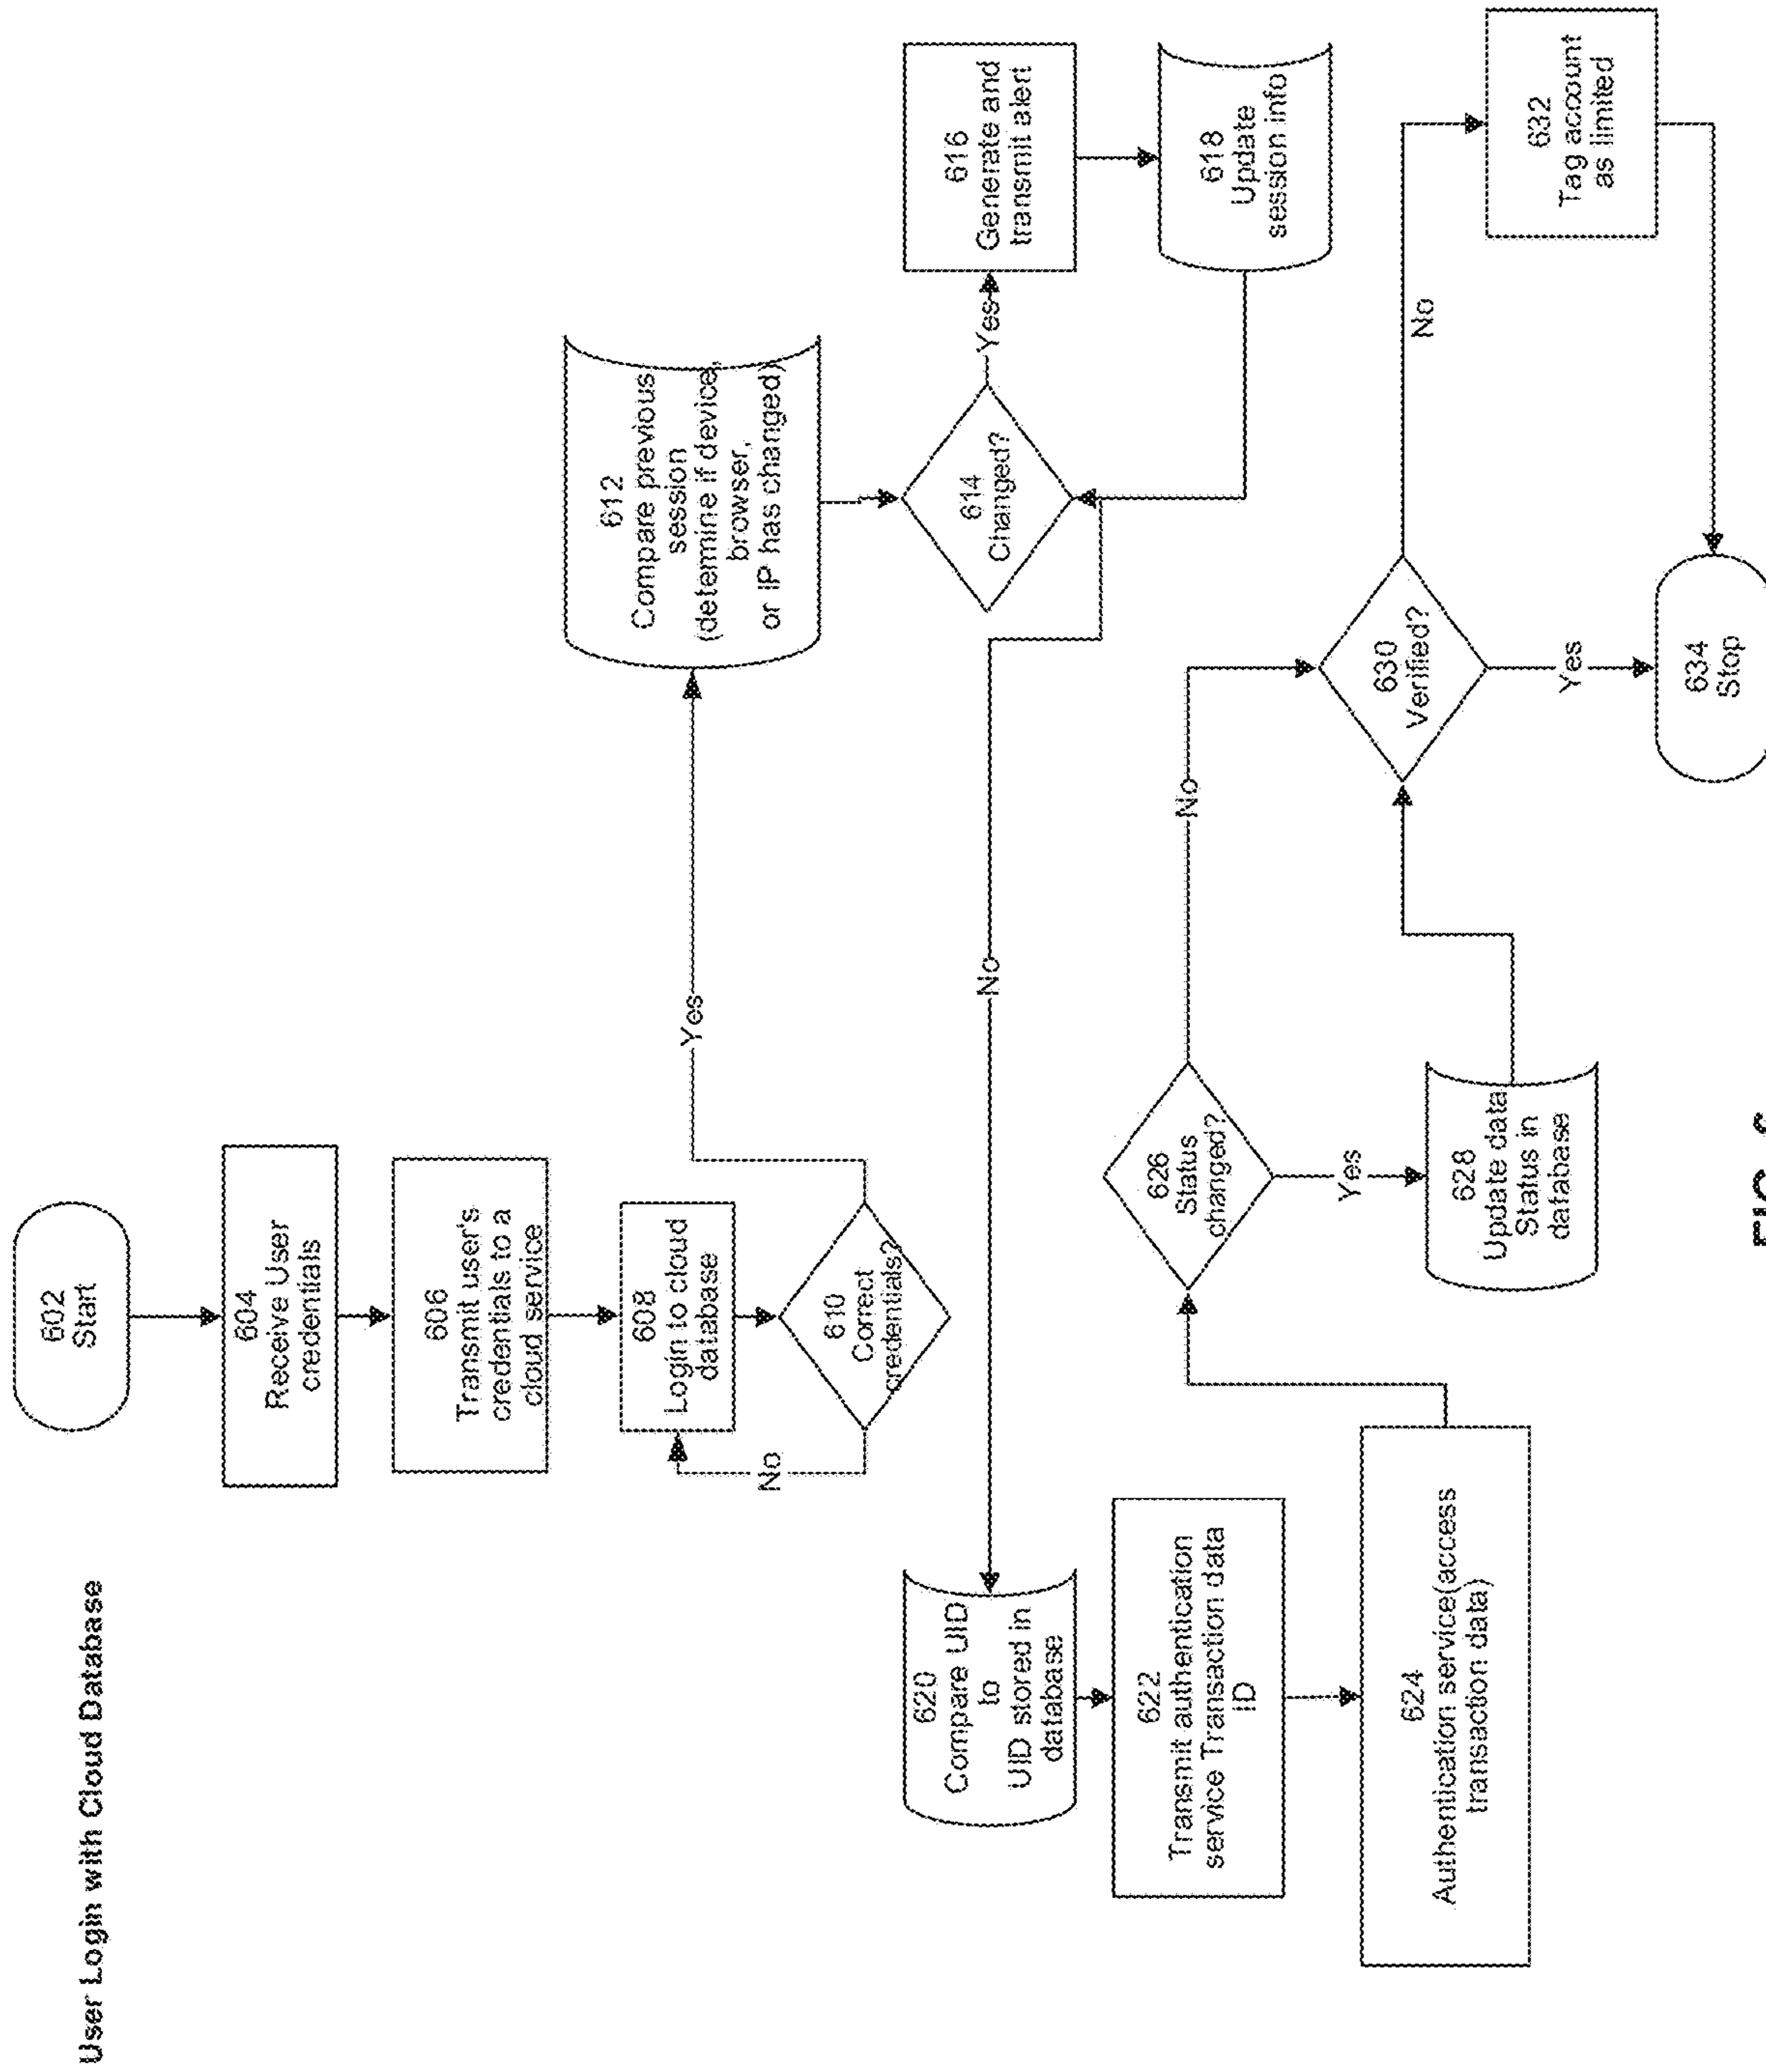 User Login with Cloud Database
602
Start
604
Receive User
credentials
606
Transmit user's
credentials to a
cloud service
608
Login to cloud
database
610
Correct
credentials?
No
Yes
612
Compare previous
session
(determine if device,
browser,
or IP has changed)
614
Changed?
Yes
616
Generate and
transmit alert
618
Update
session info
No
620
Compare UID
to
UID stored in
database
622
Transmit authentication
service Transaction data
ID
624
Authentication service(access
transaction data)
626
Status
changed?
No
Yes
628
Update data
Status in
database
630
Verified?
No
Yes
632
Tag account
as limited
634
Stop